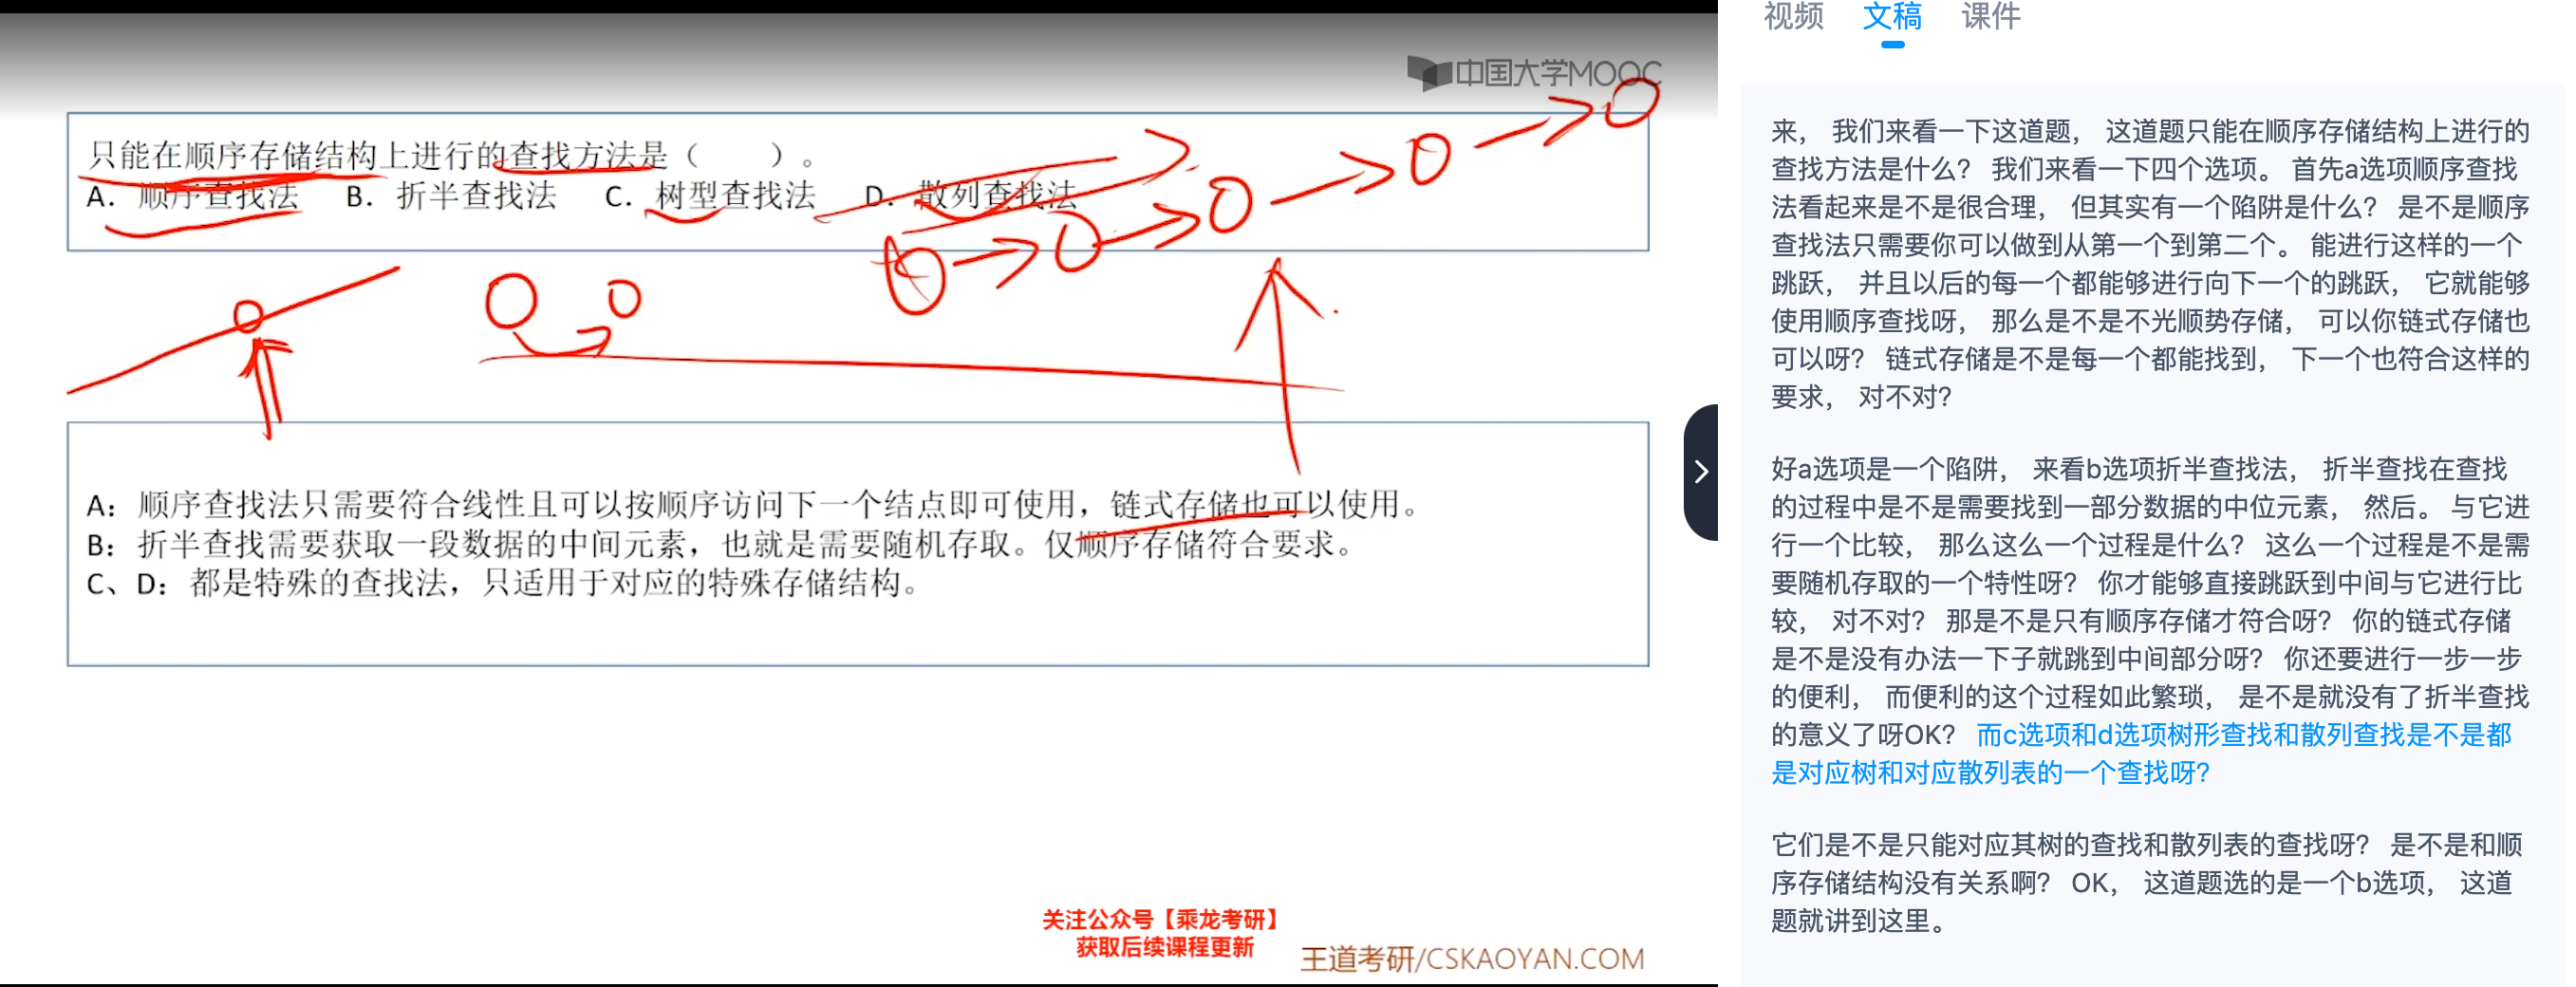 中国大学MOOC
只能在顺序存储结构上进行的查找方法是（　　）。
A. 顺序查找法　B. 折半查找法　C. 树型查找法　D. 散列查找法
A：顺序查找法只需要符合线性且可以按顺序访问下一个结点即可使用，链式存储也可以使用。
B：折半查找需要获取一段数据的中间元素，也就是需要随机存取。仅顺序存储符合要求。
C、D：都是特殊的查找法，只适用于对应的特殊存储结构。
关注公众号【乘龙考研】
获取后续课程更新
王道考研/CSKAOYAN.COM
视频　文稿　课件
来， 我们来看一下这道题， 这道题只能在顺序存储结构上进行的
查找方法是什么？ 我们来看一下四个选项。 首先a选项顺序查找
法看起来是不是很合理， 但其实有一个陷阱是什么？ 是不是顺序
查找法只需要你可以做到从第一个到第二个。 能进行这样的一个
跳跃， 并且以后的每一个都能够进行向下一个的跳跃， 它就能够
使用顺序查找呀， 那么是不是不光顺势存储， 可以你链式存储也
可以呀？ 链式存储是不是每一个都能找到， 下一个也符合这样的
要求， 对不对？
好a选项是一个陷阱， 来看b选项折半查找法， 折半查找在查找
的过程中是不是需要找到一部分数据的中位元素， 然后。 与它进
行一个比较， 那么这么一个过程是什么？ 这么一个过程是不是需
要随机存取的一个特性呀？ 你才能够直接跳跃到中间与它进行比
较， 对不对？ 那是不是只有顺序存储才符合呀？ 你的链式存储
是不是没有办法一下子就跳到中间部分呀？ 你还要进行一步一步
的便利， 而便利的这个过程如此繁琐， 是不是就没有了折半查找
的意义了呀OK？ 而c选项和d选项树形查找和散列查找是不是都
是对应树和对应散列表的一个查找呀？
它们是不是只能对应其树的查找和散列表的查找呀？ 是不是和顺
序存储结构没有关系啊？ OK， 这道题选的是一个b选项， 这道
题就讲到这里。